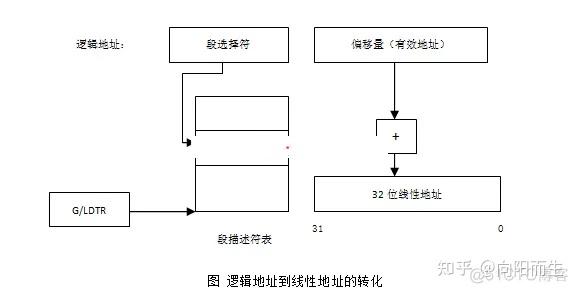 逻辑地址:
段选择符
偏移量（有效地址）
+
G/LDTR
32 位线性地址
段描述符表
31
0
图 逻辑地址到线性地址的转化
知乎 @向阳而生